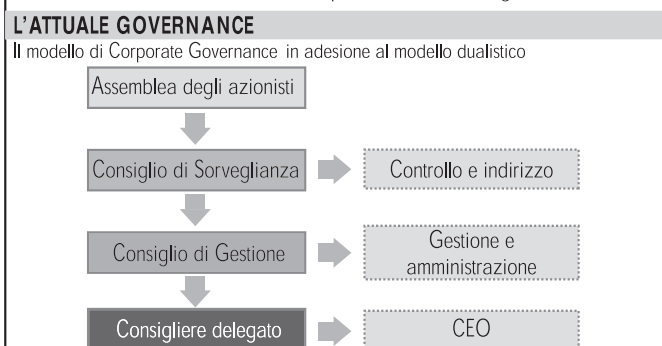 L'ATTUALE GOVERNANCE
Il modello di Corporate Governance in adesione al modello dualistico
Assemblea degli azionisti
Consiglio di Sorveglianza
Controllo e indirizzo
Consiglio di Gestione
Gestione e
amministrazione
Consigliere delegato
CEO